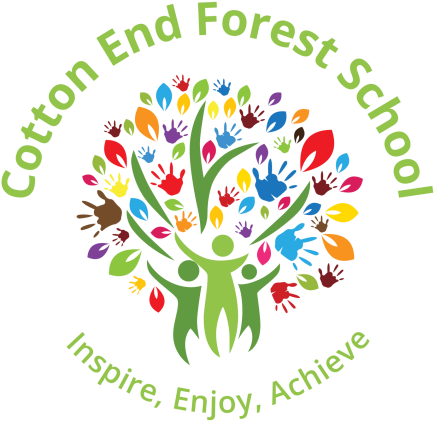 Cotton End Forest School
Inspire, Enjoy, Achieve